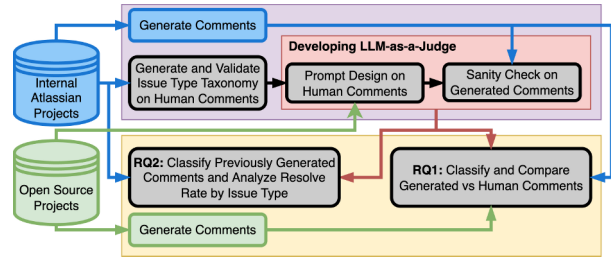 Generate Comments
Developing LLM-as-a-Judge
Internal
Atlassian
Projects
Generate and Validate
Issue Type Taxonomy
on Human Comments
Prompt Design on
Human Comments
Sanity Check on
Generated Comments
Open Source
Projects
RQ2: Classify Previously Generated
Comments and Analyze Resolve
Rate by Issue Type
RQ1: Classify and Compare
Generated vs Human Comments
Generate Comments